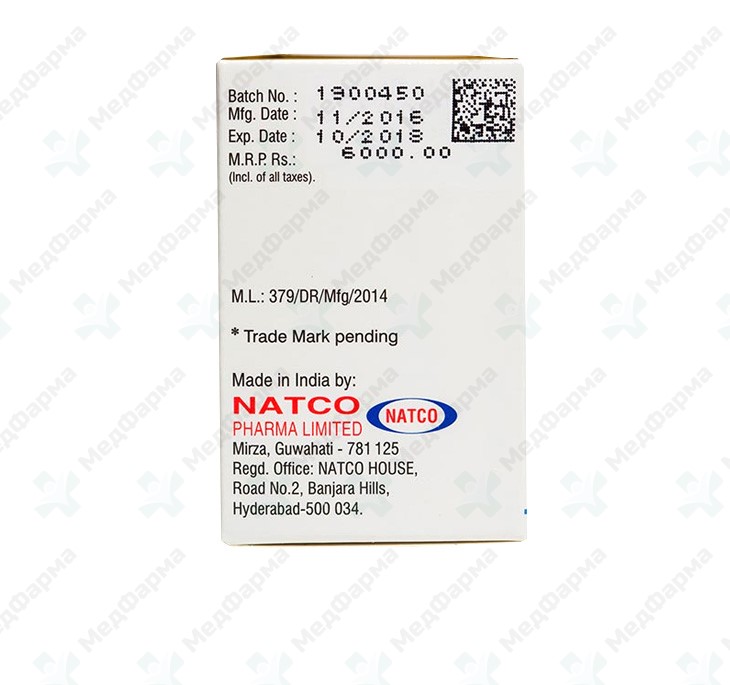 Batch No. : 1900450
Mfg. Date : 11/2016
Exp. Date : 10/2018
M.R.P. Rs.: 6000.00
(Incl. of all taxes).
M.L.: 379/DR/Mfg/2014
* Trade Mark pending
Made in India by:
NATCO
PHARMA LIMITED
NATCO
Mirza, Guwahati - 781 125
Regd. Office: NATCO HOUSE,
Road No.2, Banjara Hills,
Hyderabad-500 034.
МедФарма